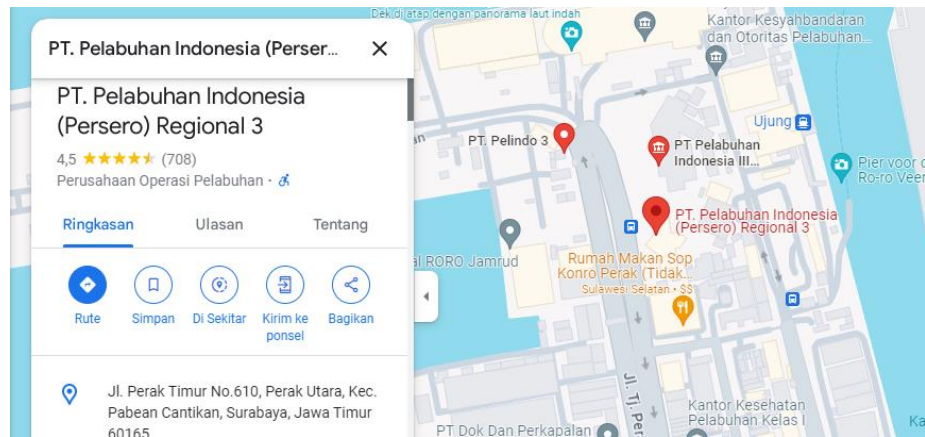 PT. Pelabuhan Indonesia (Perser...
PT. Pelabuhan Indonesia
(Persero) Regional 3
4,5 (708)
Perusahaan Operasi Pelabuhan ·
Ringkasan Ulasan Tentang
Rute Simpan Di Sekitar Kirim ke
ponsel Bagikan
Jl. Perak Timur No.610, Perak Utara, Kec.
Pabean Cantikan, Surabaya, Jawa Timur
60165
Dek di atap dengan panorama laut indah
Kantor Kesyahbandaran
dan Otoritas Pelabuhan...
Ujung
PT. Pelindo 3
PT Pelabuhan
Indonesia III...
Pier voor
Ro-ro Veer
PT. Pelabuhan Indonesia
(Persero) Regional 3
al RORO Jamrud
Rumah Makan Sop
Konro Perak (Tidak...
Sulawesi Selatan · $$
Jl. Tj. Per
Kantor Kesehatan
Pelabuhan Kelas I
PT Dok Dan Perkapalan
Ka